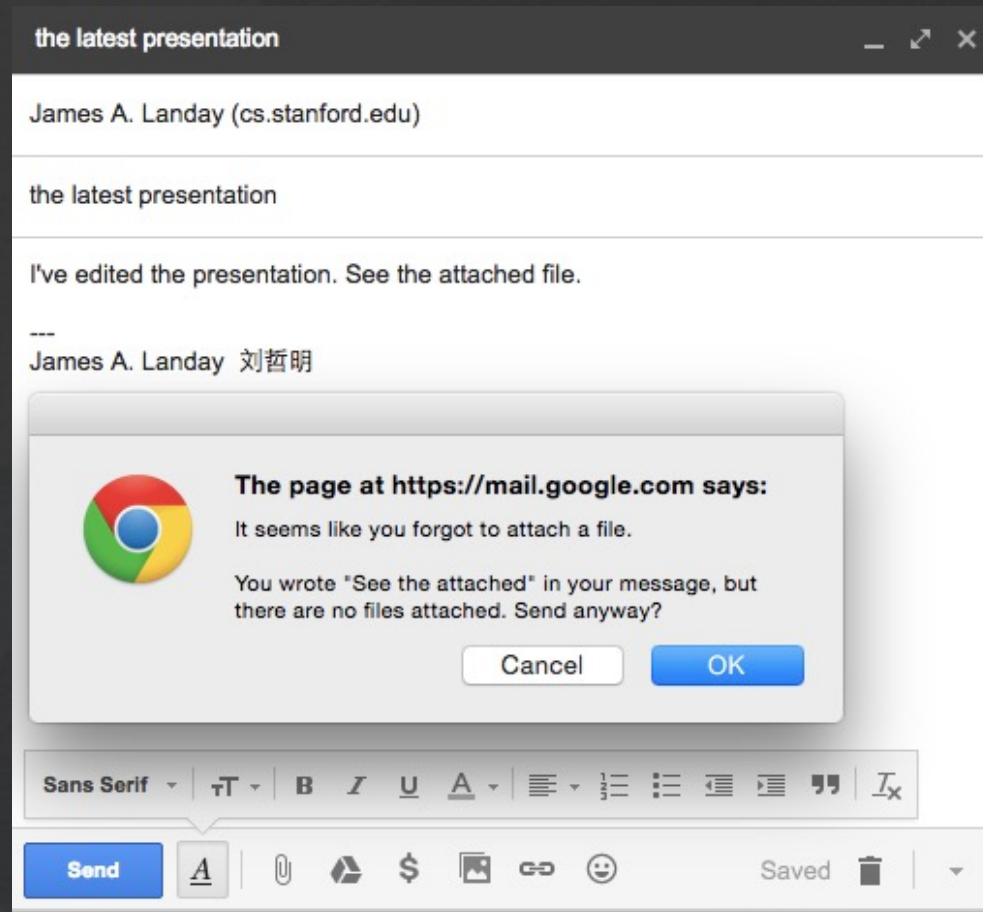 the latest presentation
James A. Landay (cs.stanford.edu)
the latest presentation
I've edited the presentation. See the attached file.
---
James A. Landay 刘哲明
The page at https://mail.google.com says:
It seems like you forgot to attach a file.
You wrote "See the attached" in your message, but
there are no files attached. Send anyway?
Cancel OK
Sans Serif
Send Saved